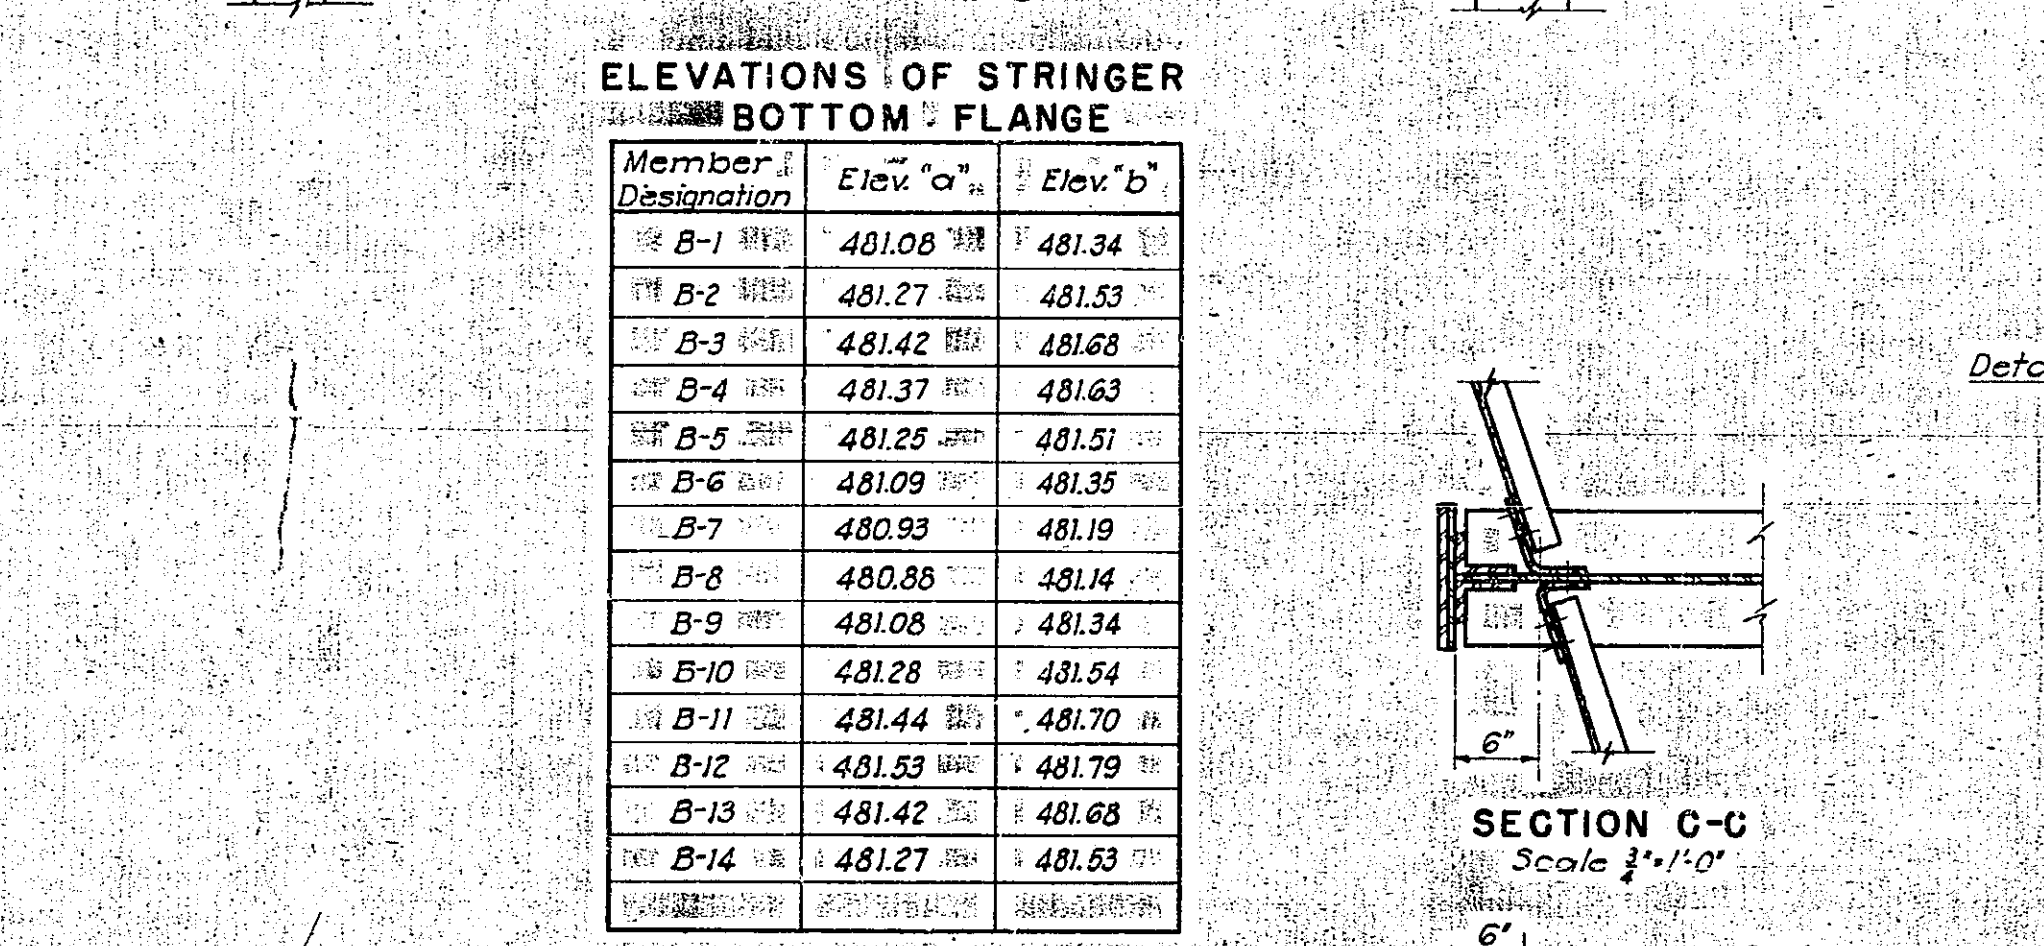 ELEVATIONS OF STRINGER
BOTTOM FLANGE
Member Designation Elev. "a" Elev. "b"
B-1 481.08 481.34
B-2 481.27 481.53
B-3 481.42 481.68
B-4 481.37 481.63
B-5 481.25 481.51
B-6 481.09 481.35
B-7 480.93 481.19
B-8 480.88 481.14
B-9 481.08 481.34
B-10 481.28 481.54
B-11 481.44 481.70
B-12 481.53 481.79
B-13 481.42 481.68
B-14 481.27 481.53
6"
SECTION C-C
Scale 3/4"=1'-0"
6"